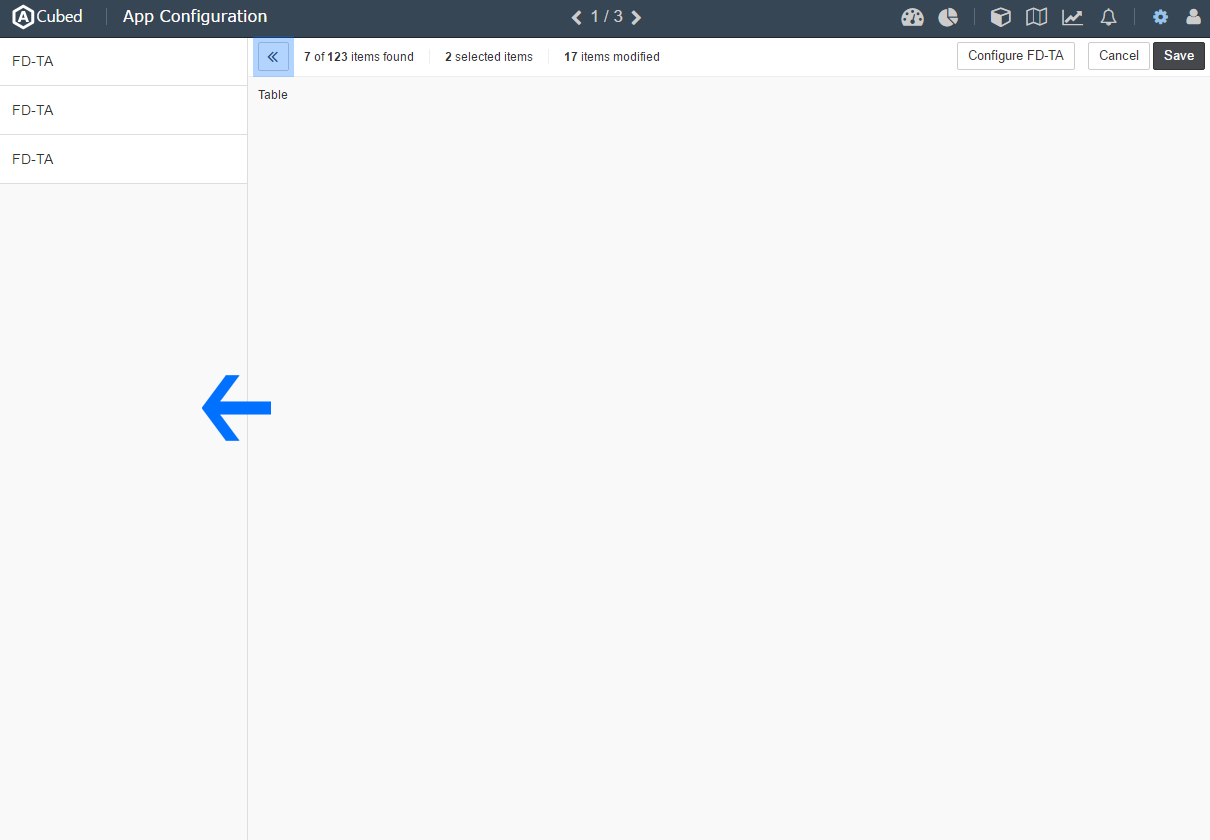 Cubed App Configuration 1 / 3
FD-TA
FD-TA
FD-TA
7 of 123 items found 2 selected items 17 items modified Configure FD-TA Cancel Save
Table